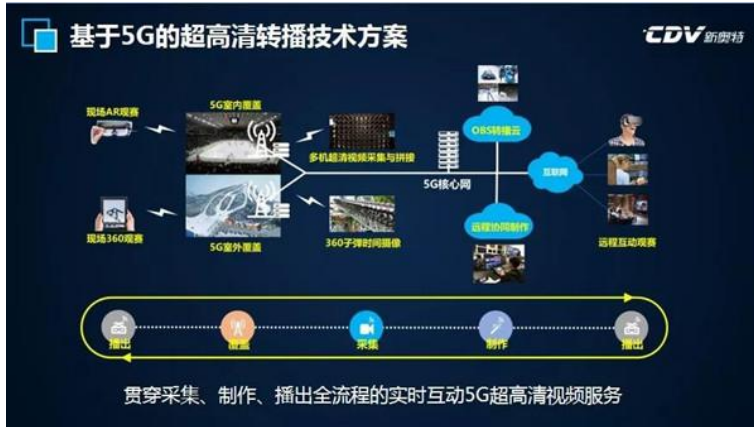 基于5G的超高清转播技术方案
CDV新奥特
现场AR观赛
5G室内覆盖
多机超清视频采集与拼接
OBS转播云
5G核心网
互联网
现场360观赛
5G室外覆盖
360子弹时间摄像
远程协同制作
远程互动观赛
播出
覆盖
采集
制作
播出
贯穿采集、制作、播出全流程的实时互动5G超高清视频服务